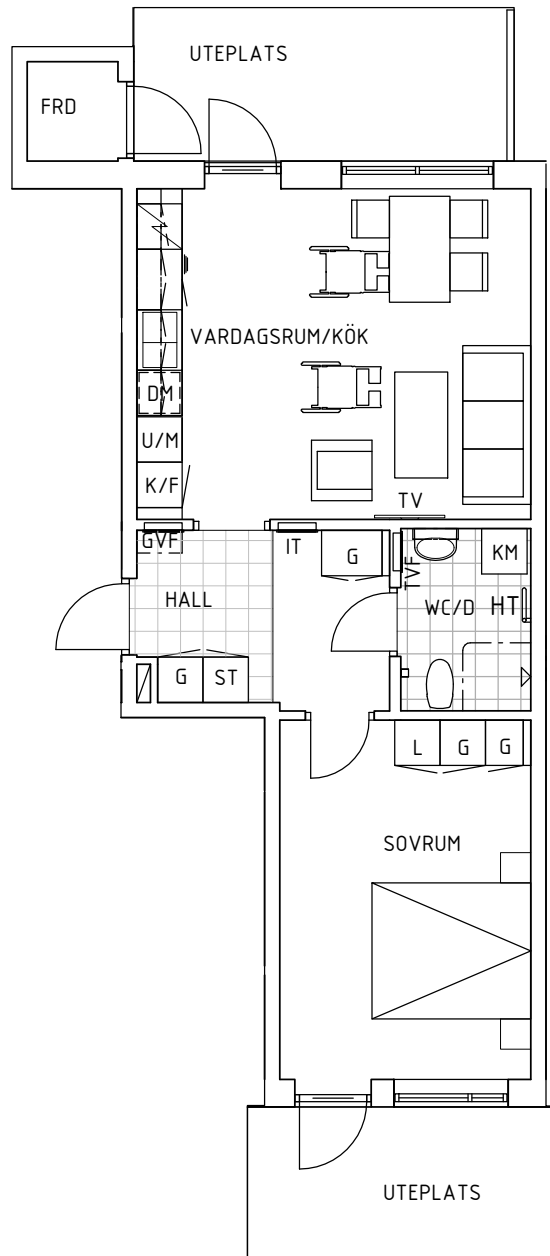 UTEPLATS
FRD
VARDAGSRUM/KÖK
DM
U/M
K/F
TV
GVF
IT
G
TVF
KM
HALL
WC/D
HT
G
ST
L
G
G
SOVRUM
UTEPLATS